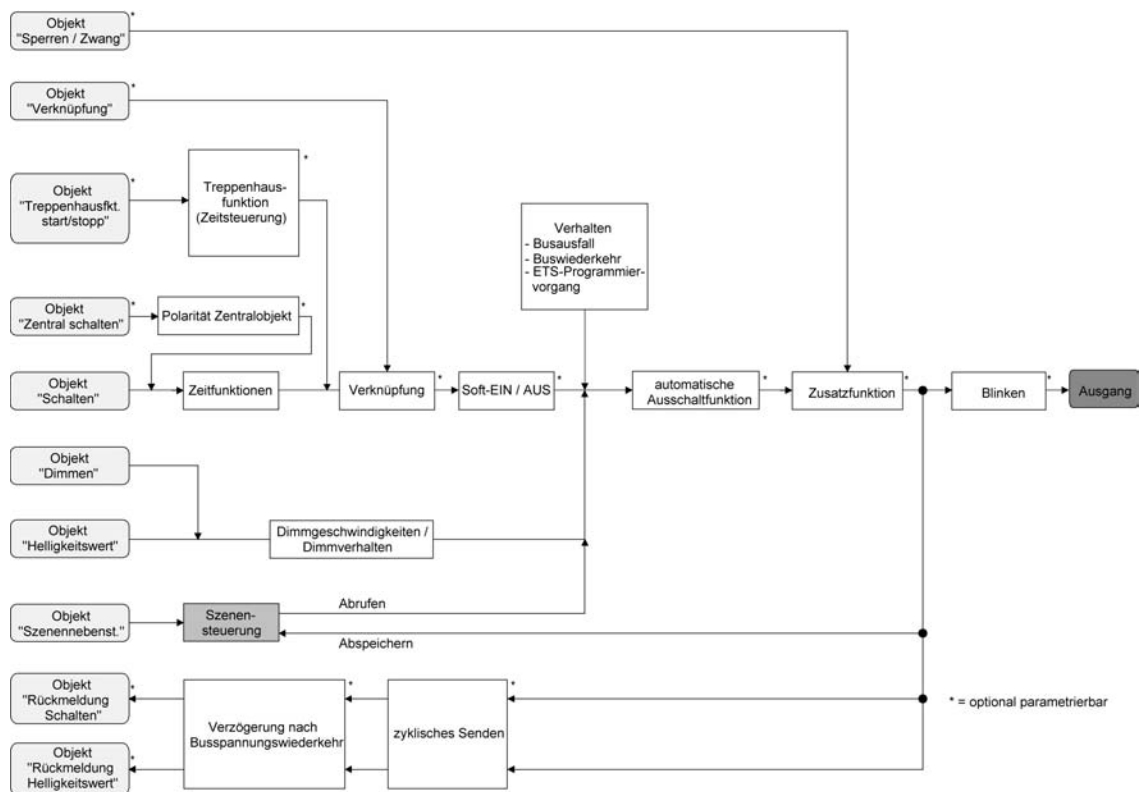 Objekt
"Sperren / Zwang"
*
Objekt
"Verknüpfung"
*
Objekt
"Treppenhausfkt.
start/stopp"
*
Treppenhaus-
funktion
(Zeitsteuerung)
*
Verhalten
- Busausfall
- Buswiederkehr
- ETS-Programmier-
vorgang
Objekt
"Zentral schalten"
*
Polarität Zentralobjekt
*
Objekt
"Schalten"
Zeitfunktionen
Verknüpfung
*
Soft-EIN / AUS
*
automatische
Ausschaltfunktion
*
Zusatzfunktion
*
Blinken
*
Ausgang
Objekt
"Dimmen"
Objekt
"Helligkeitswert"
Dimmgeschwindigkeiten /
Dimmverhalten
Objekt
"Szenennebenst."
Szenen-
steuerung
Abrufen
Abspeichern
Objekt
"Rückmeldung
Schalten"
*
Verzögerung nach
Busspannungswiederkehr
*
zyklisches Senden
*
* = optional parametrierbar
Objekt
"Rückmeldung
Helligkeitswert"
*